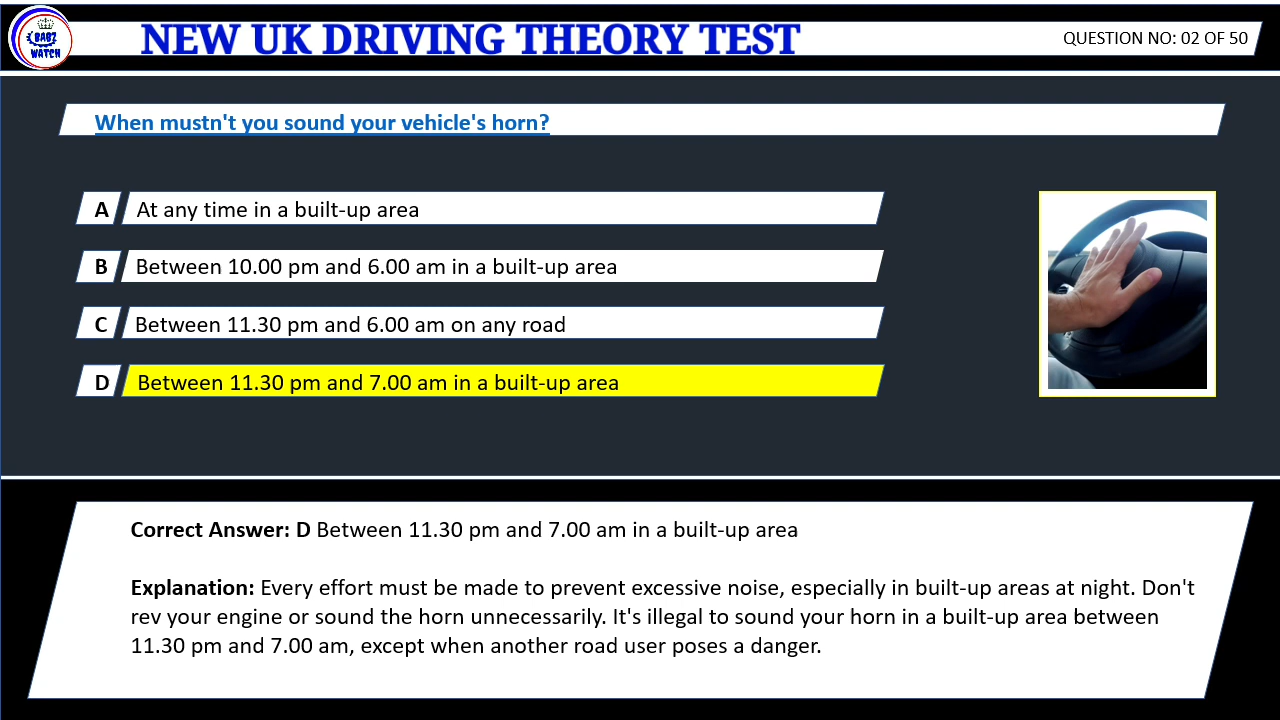 BABZ
WATCH
NEW UK DRIVING THEORY TEST
QUESTION NO: 02 OF 50
When mustn't you sound your vehicle's horn?
A At any time in a built-up area
B Between 10.00 pm and 6.00 am in a built-up area
C Between 11.30 pm and 6.00 am on any road
D Between 11.30 pm and 7.00 am in a built-up area
Correct Answer: D Between 11.30 pm and 7.00 am in a built-up area
Explanation: Every effort must be made to prevent excessive noise, especially in built-up areas at night. Don't
rev your engine or sound the horn unnecessarily. It's illegal to sound your horn in a built-up area between
11.30 pm and 7.00 am, except when another road user poses a danger.